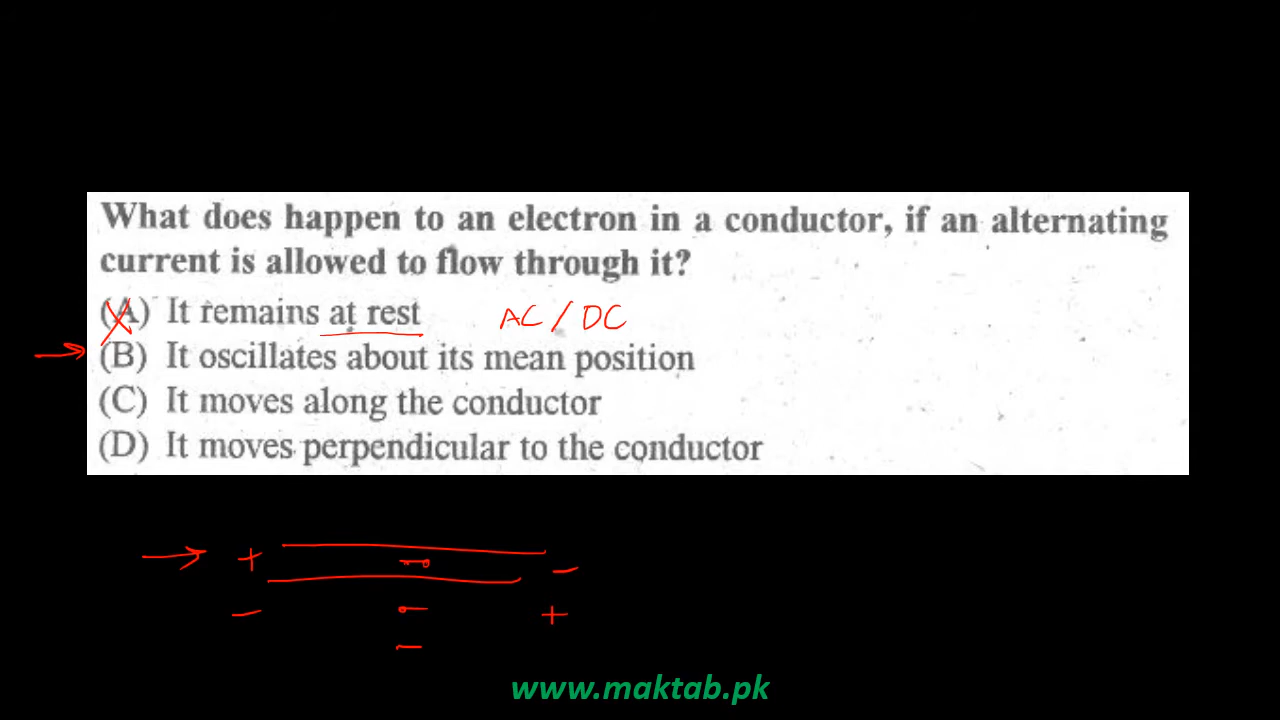 What does happen to an electron in a conductor, if an alternating
current is allowed to flow through it?
(A) It remains at rest AC / DC
(B) It oscillates about its mean position
(C) It moves along the conductor
(D) It moves perpendicular to the conductor
+ −
− +
−
www.maktab.pk